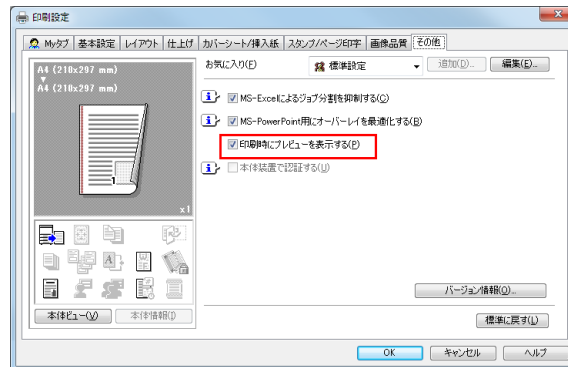 印刷設定
Myタブ 基本設定 レイアウト 仕上げ カバーシート/挿入紙 スタンプ/ページ印字 画像品質 その他
A4 (210x297 mm)
A4 (210x297 mm)
1
x1
お気に入り(F) 標準設定 追加(D)... 編集(E)...
MS-Excelによるジョブ分割を抑制する(C)
MS-PowerPoint用にオーバーレイを最適化する(B)
印刷時にプレビューを表示する(P)
本体装置で認証する(U)
バージョン情報(O)...
本体ビュー(V) 本体情報(I)
標準に戻す(L)
OK キャンセル ヘルプ